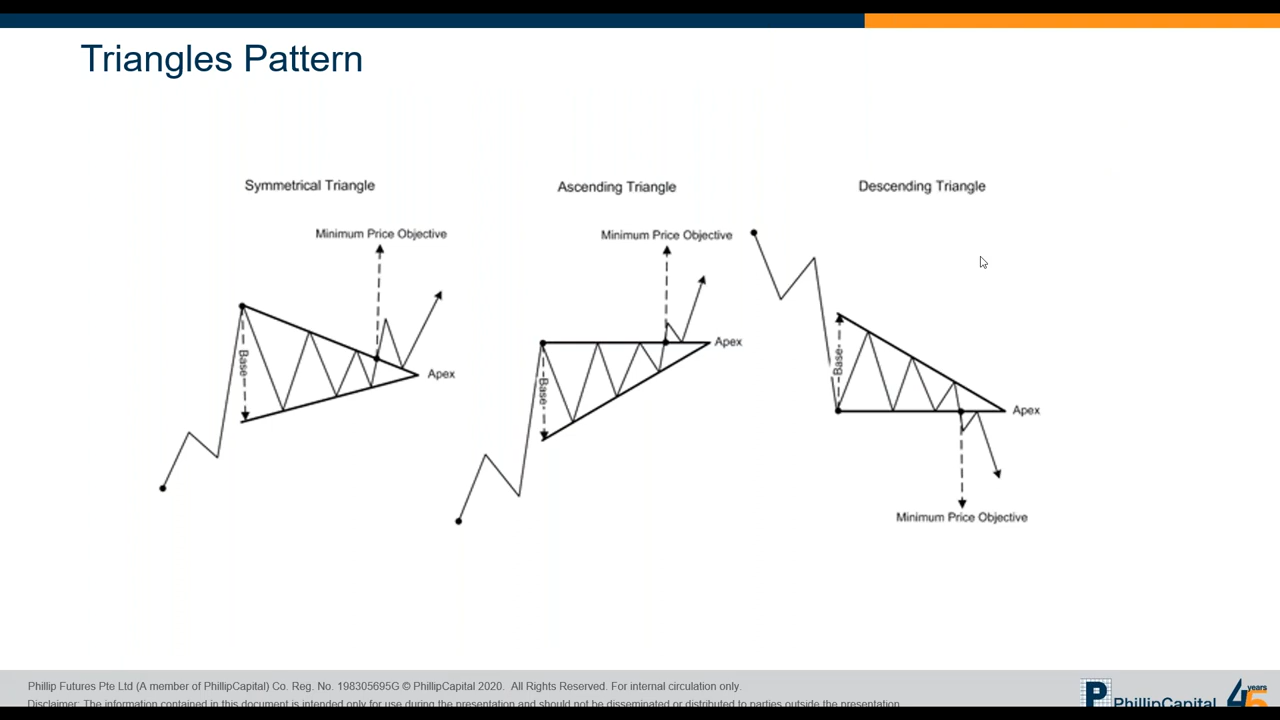 Triangles Pattern
Symmetrical Triangle
Ascending Triangle
Descending Triangle
Minimum Price Objective
Minimum Price Objective
Base
Apex
Base
Apex
Base
Apex
Minimum Price Objective
Phillip Futures Pte Ltd (A member of PhillipCapital) Co. Reg. No. 198305695G © PhillipCapital 2020. All Rights Reserved. For internal circulation only.
Disclaimer: The information contained in this document is intended only for use during the presentation and should not be disseminated or distributed to parties outside the presentation.
P PhillipCapital
45 years